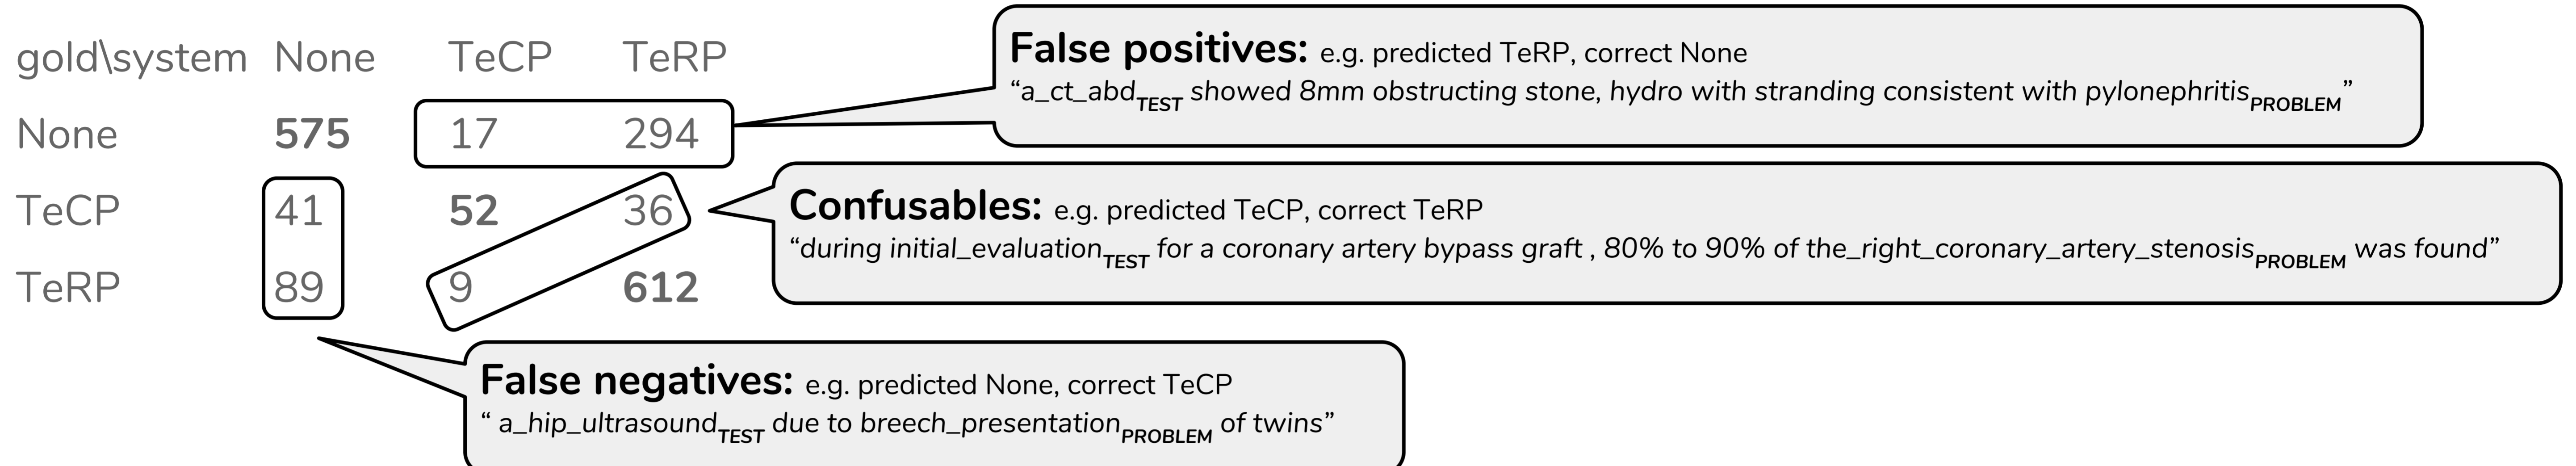 gold\system None TeCP TeRP
None 575 17 294
TeCP 41 52 36
TeRP 89 9 612
False positives: e.g. predicted TeRP, correct None
“a_ct_abdTEST showed 8mm obstructing stone, hydro with stranding consistent with pylonephritisPROBLEM”
Confusables: e.g. predicted TeCP, correct TeRP
“during initial_evaluationTEST for a coronary artery bypass graft , 80% to 90% of the_right_coronary_artery_stenosisPROBLEM was found”
False negatives: e.g. predicted None, correct TeCP
“ a_hip_ultrasoundTEST due to breech_presentationPROBLEM of twins”